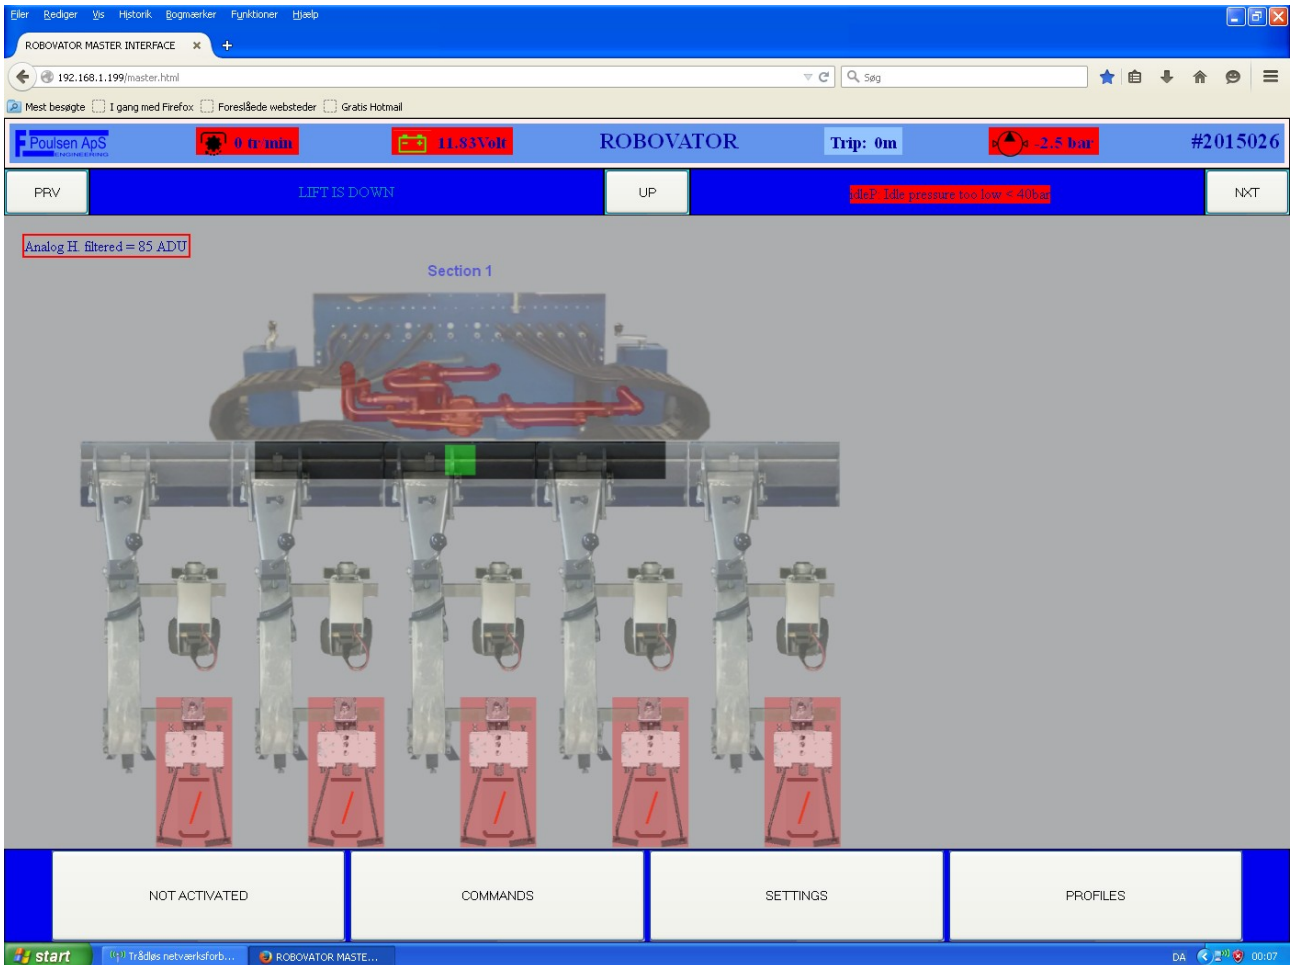 Filer Rediger Vis Historik Bogmærker Funktioner Hjælp
ROBOVATOR MASTER INTERFACE
192.168.1.199/master.html Søg
Mest besøgte I gang med Firefox Foreslåede websteder Gratis Hotmail
F Poulsen ApS ENGINEERING 0 tr min 11.83Volt ROBOVATOR Trip: 0m -2.5 bar #2015026
PRV LIFT IS DOWN UP idleP: Idle pressure too low < 40bar NXT
Analog H. filtered = 85 ADU
Section 1
NOT ACTIVATED COMMANDS SETTINGS PROFILES
start Trådløs netværksforb... ROBOVATOR MASTE... DA 00:07